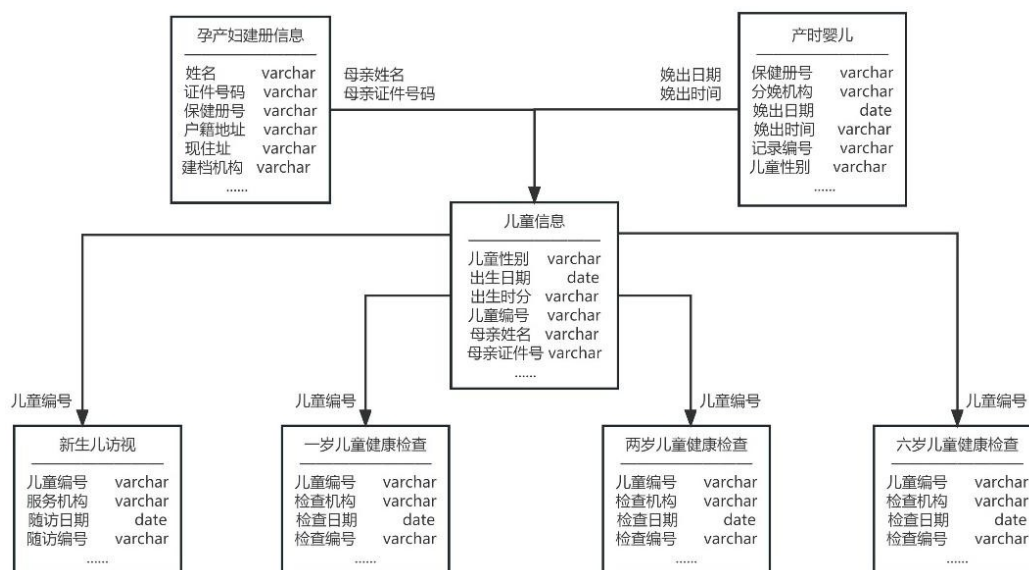 孕产妇建册信息
姓名 varchar
证件号码 varchar
保健册号 varchar
户籍地址 varchar
现住址 varchar
建档机构 varchar
......
母亲姓名
母亲证件号码
娩出日期
娩出时间
产时婴儿
保健册号 varchar
分娩机构 varchar
娩出日期 date
娩出时间 varchar
记录编号 varchar
儿童性别 varchar
......
儿童信息
儿童性别 varchar
出生日期 date
出生时分 varchar
儿童编号 varchar
母亲姓名 varchar
母亲证件号 varchar
......
儿童编号
新生儿访视
儿童编号 varchar
服务机构 varchar
随访日期 date
随访编号 varchar
......
儿童编号
一岁儿童健康检查
儿童编号 varchar
检查机构 varchar
检查日期 date
检查编号 varchar
......
儿童编号
两岁儿童健康检查
儿童编号 varchar
检查机构 varchar
检查日期 date
检查编号 varchar
......
儿童编号
六岁儿童健康检查
儿童编号 varchar
检查机构 varchar
检查日期 date
检查编号 varchar
......